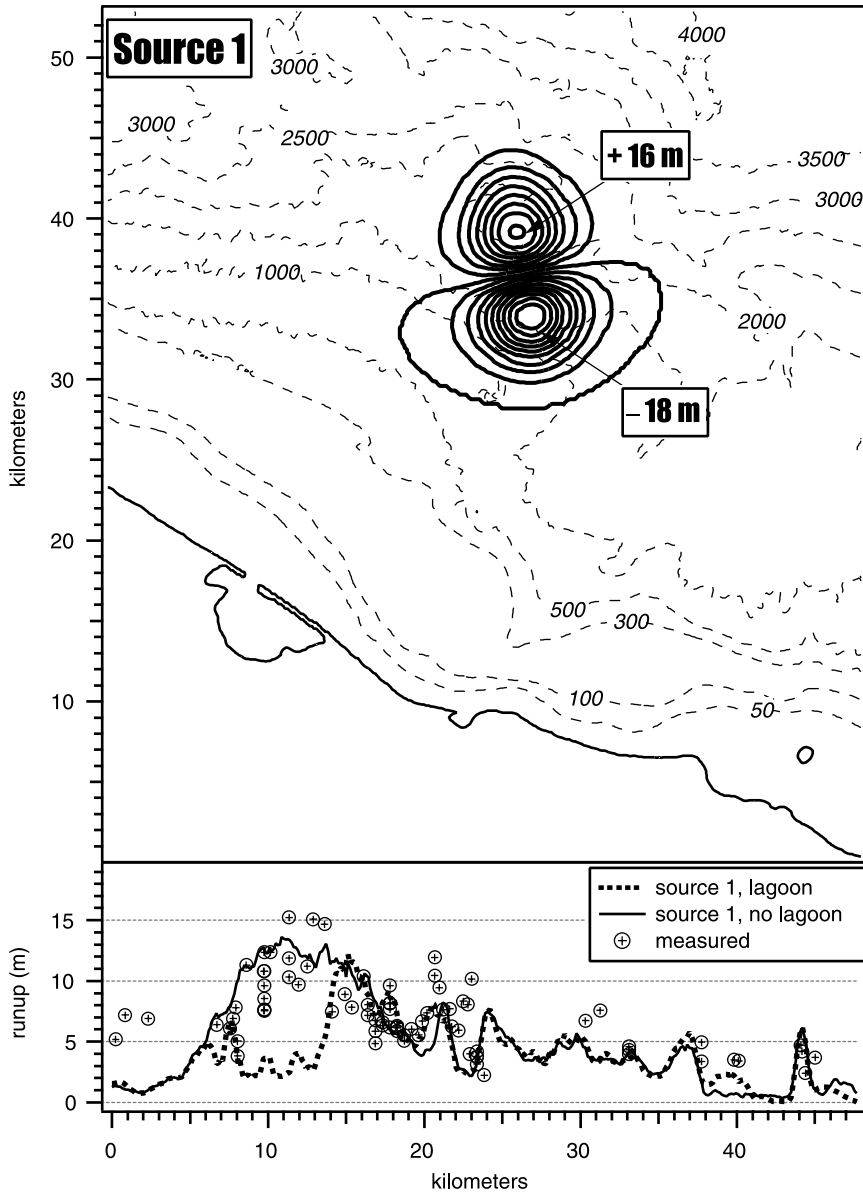 Source 1
50
40
30
20
10
kilometers
4000
3000
3000
2500
3500
3000
1000
2000
500
300
100
50
+ 16 m
– 18 m
source 1, lagoon
source 1, no lagoon
measured
15
10
5
0
runup (m)
0 10 20 30 40
kilometers